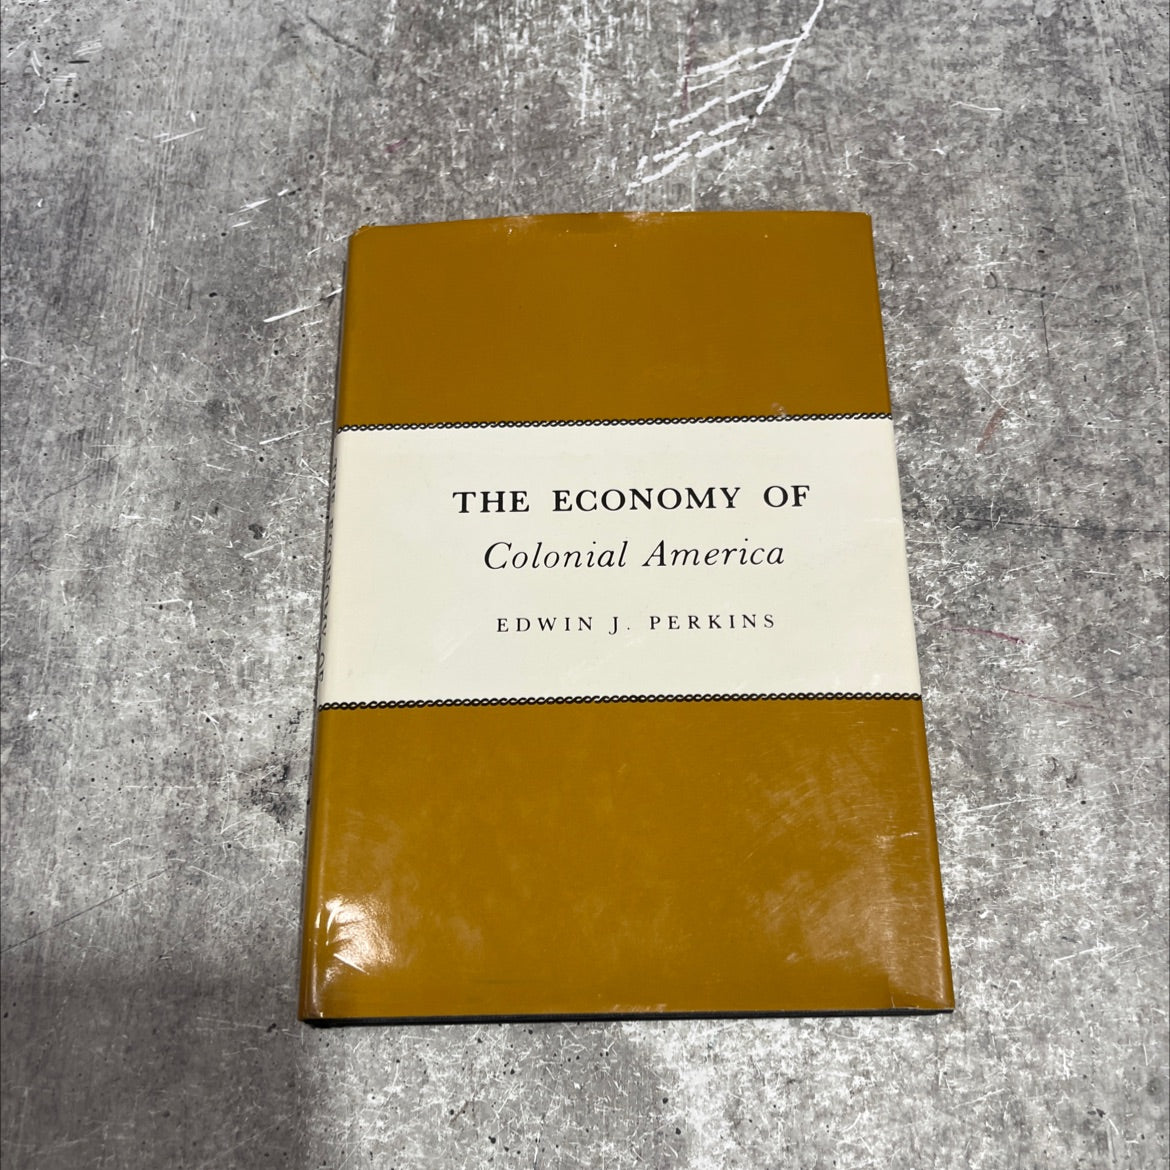 THE ECONOMY OF
Colonial America
EDWIN J. PERKINS